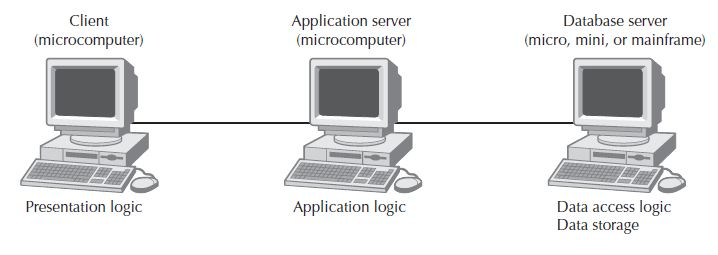 Client
(microcomputer)
Application server
(microcomputer)
Database server
(micro, mini, or mainframe)
Presentation logic
Application logic
Data access logic
Data storage